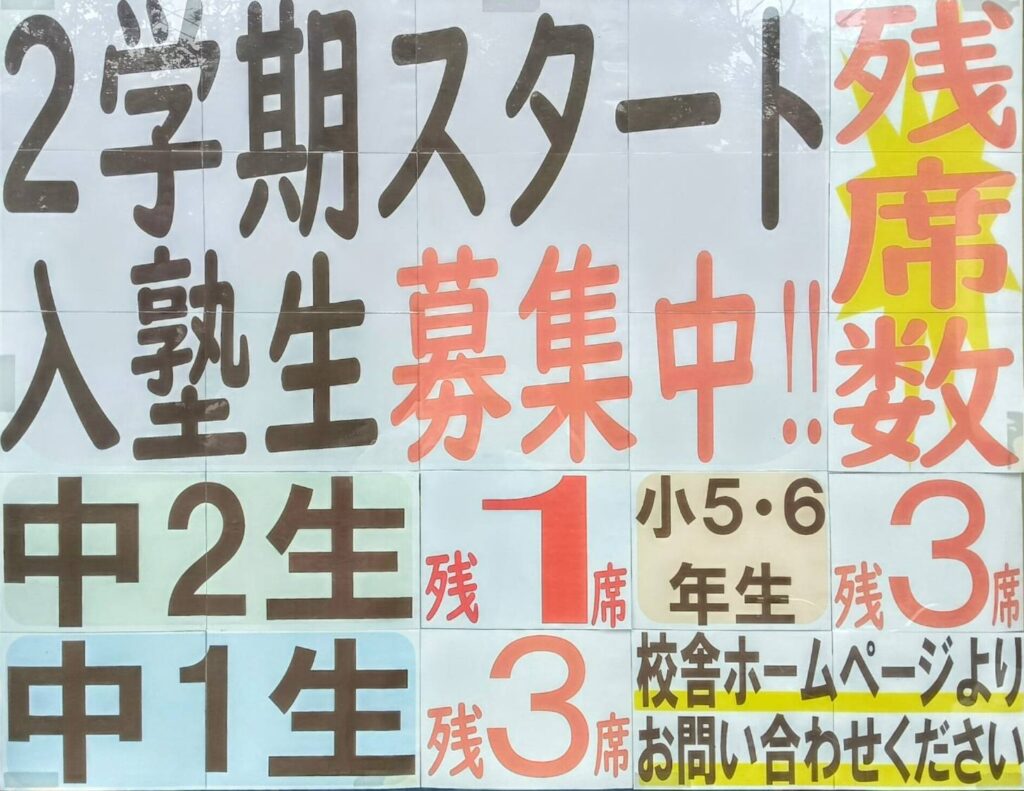 2学期スタート
入塾生募集中!!
残席数
中2生
残1席
小5・6
年生
残3席
中1生
残3席
校舎ホームページより
お問い合わせください